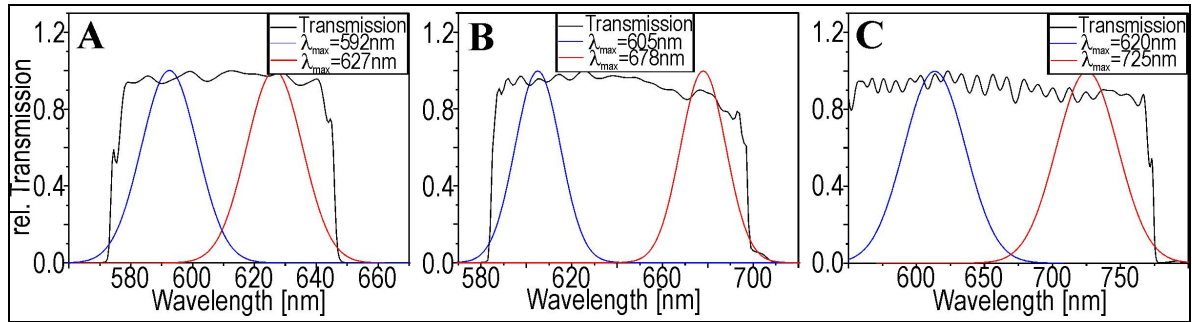 A
Transmission
λmax=592nm
λmax=627nm
rel. Transmission
1.2
0.8
0.4
0.0
580 600 620 640 660
Wavelength [nm]
B
Transmission
λmax=605nm
λmax=678nm
1.2
0.8
0.4
0.0
580 620 660 700
Wavelength [nm]
C
Transmission
λmax=620nm
λmax=725nm
1.2
0.8
0.4
0.0
600 650 700 750
Wavelength [nm]